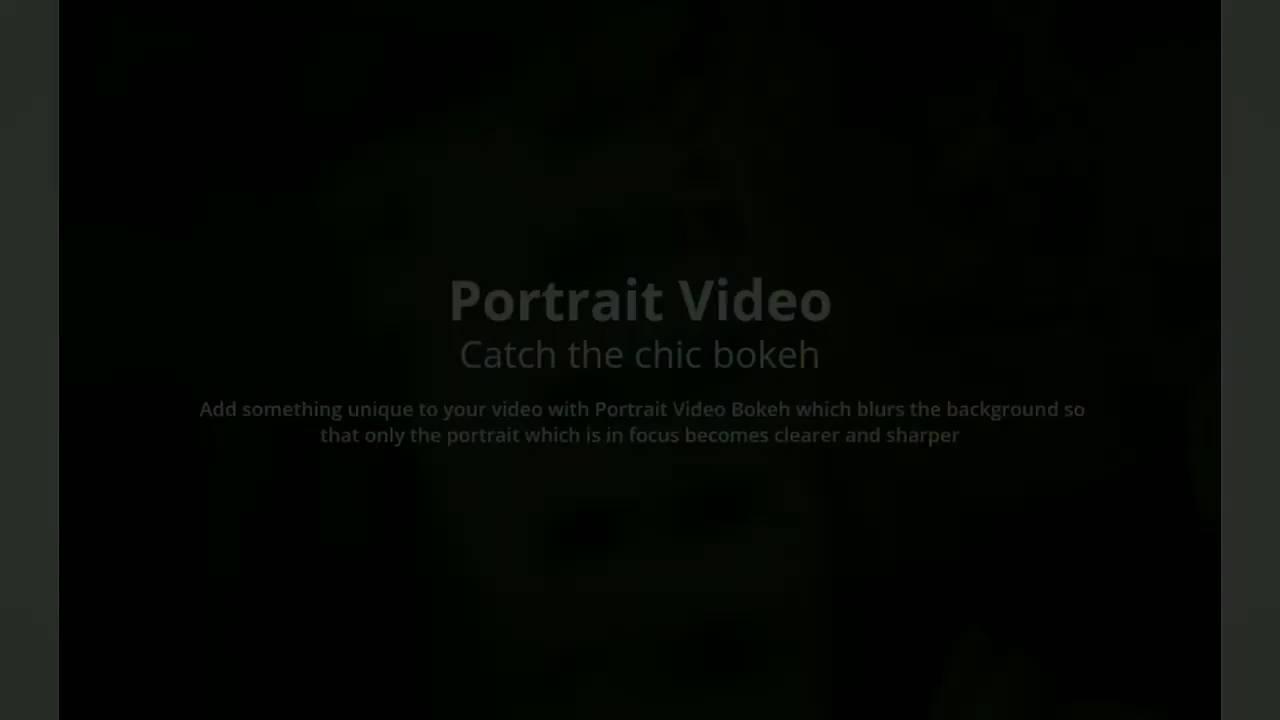 Portrait Video
Catch the chic bokeh
Add something unique to your video with Portrait Video Bokeh which blurs the background so
that only the portrait which is in focus becomes clearer and sharper